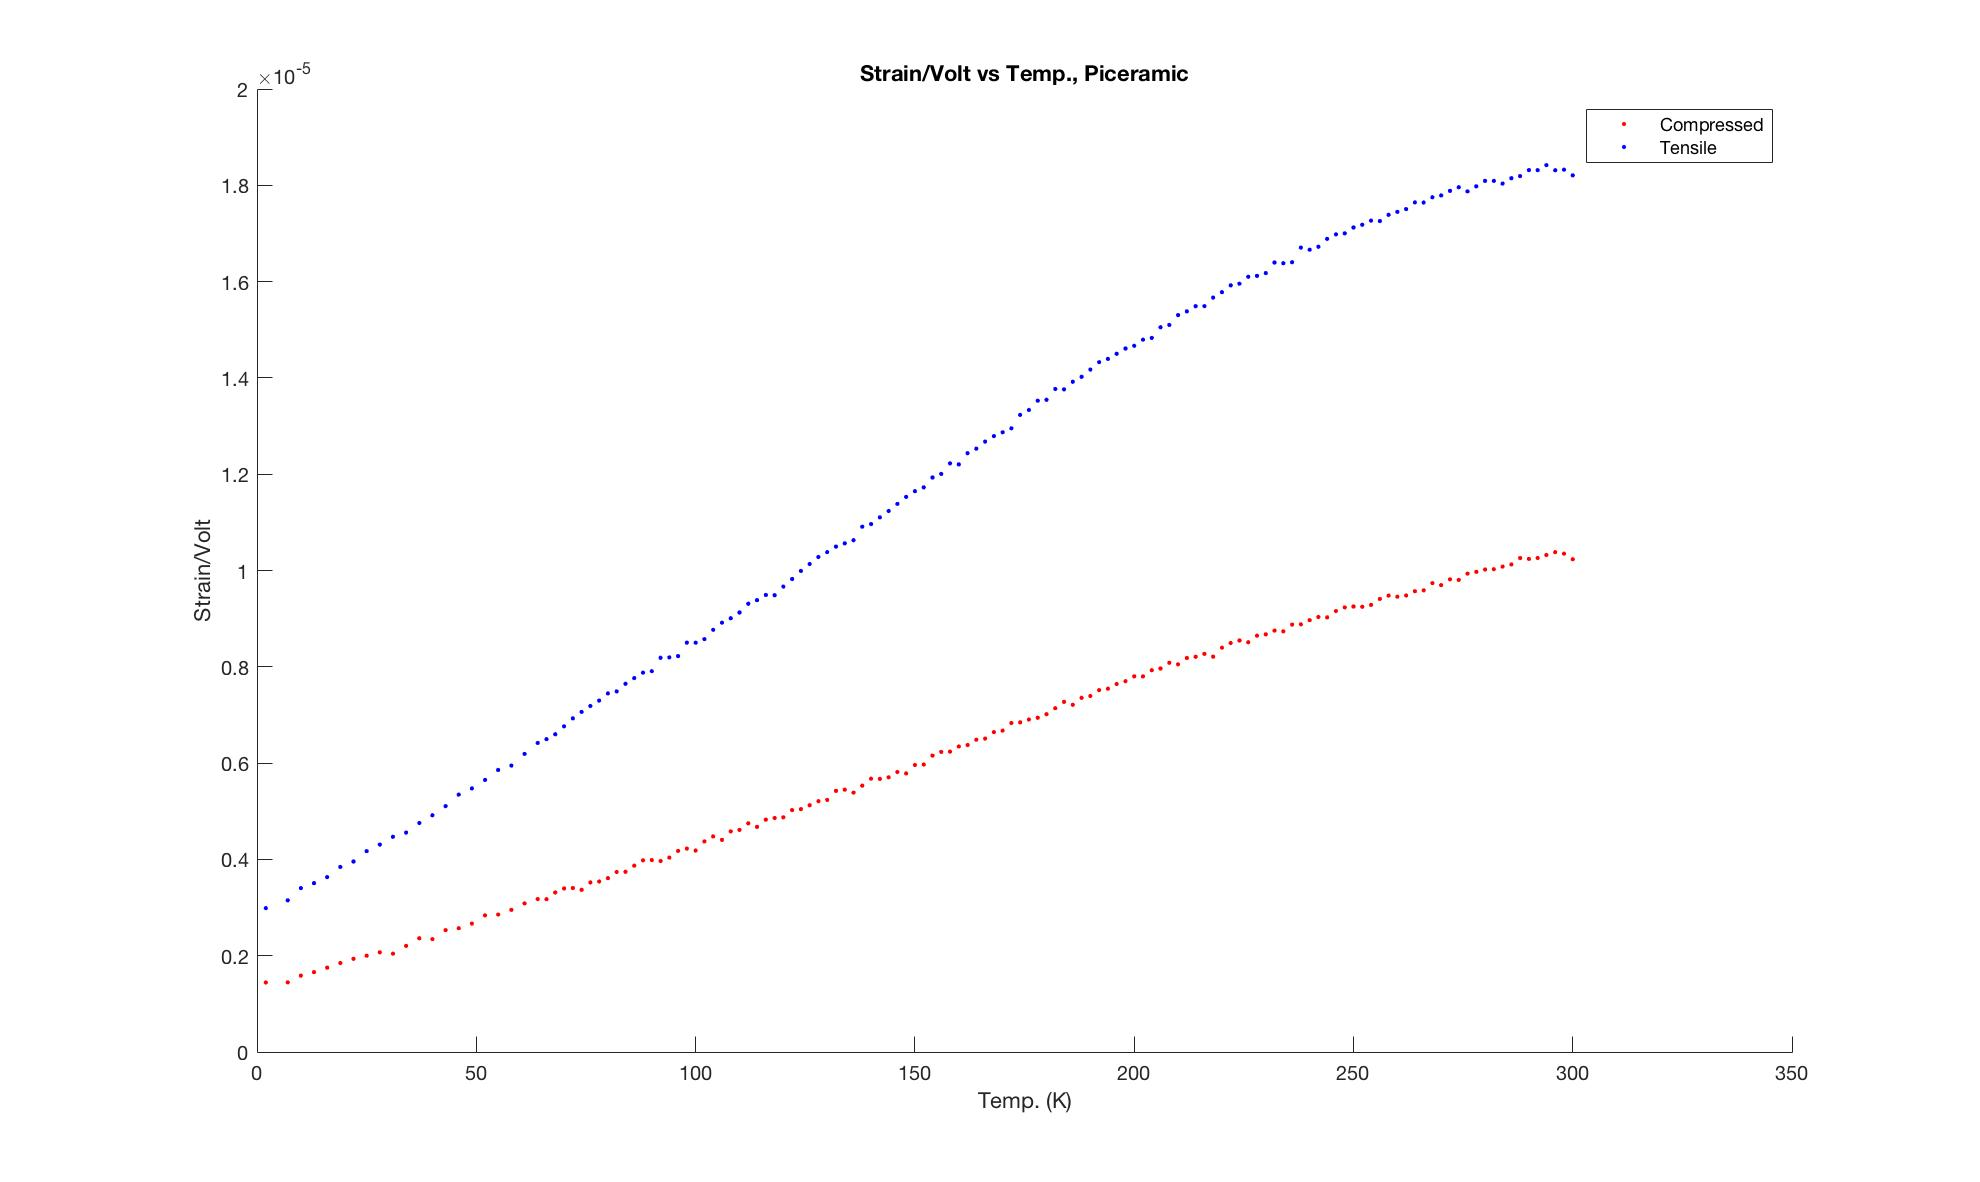 Strain/Volt vs Temp., Piceramic
×10-5
2
1.8
1.6
1.4
1.2
1
0.8
0.6
0.4
0.2
0
Strain/Volt
Compressed
Tensile
0 50 100 150 200 250 300 350
Temp. (K)